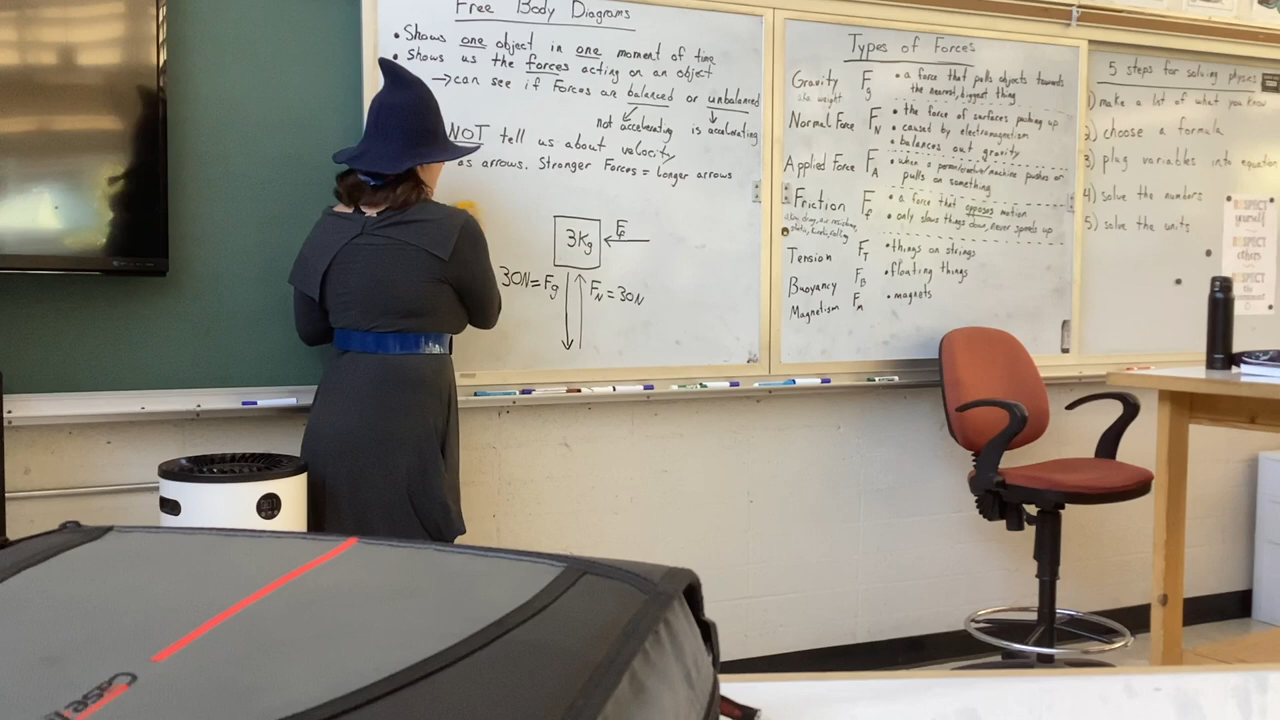 Free Body Diagrams
• Shows one object in one moment of time
• Shows us the forces acting on an object
→ can see if Forces are balanced or unbalanced
not accelerating is accelerating
NOT tell us about velocity
as arrows. Stronger Forces = longer arrows
3Kg
30N = Fg
FN = 30N
Types of Forces
Gravity Fg • a force that pulls objects towards
aka weight the nearest, biggest thing
Normal Force FN • the force of surfaces pushing up
• caused by electromagnetism
• balances out gravity
Applied Force FA • when a person/creature/machine pushes or
pulls on something
Friction Ff • a force that opposes motion
• only slows things down, never speeds up
Tension FT • things on strings
Buoyancy FB • floating things
Magnetism Fm • magnets
5 steps for solving physics
1) make a list of what you know
2) choose a formula
3) plug variables into equation
4) solve the numbers
5) solve the units
RESPECT
yourself
RESPECT
others
RESPECT
the
Case